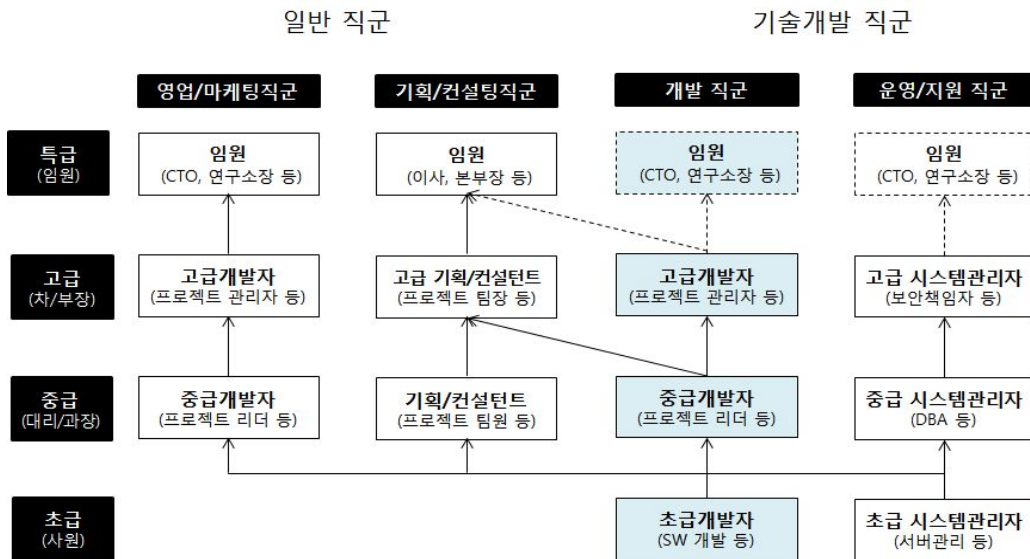 일반 직군
기술개발 직군
영업/마케팅직군
기획/컨설팅직군
개발 직군
운영/지원 직군
특급
(임원)
임원
(CTO, 연구소장 등)
임원
(이사, 본부장 등)
임원
(CTO, 연구소장 등)
임원
(CTO, 연구소장 등)
고급
(차/부장)
고급개발자
(프로젝트 관리자 등)
고급 기획/컨설턴트
(프로젝트 팀장 등)
고급개발자
(프로젝트 관리자 등)
고급 시스템관리자
(보안책임자 등)
중급
(대리/과장)
중급개발자
(프로젝트 리더 등)
기획/컨설턴트
(프로젝트 팀원 등)
중급개발자
(프로젝트 리더 등)
중급 시스템관리자
(DBA 등)
초급
(사원)
초급개발자
(SW 개발 등)
초급 시스템관리자
(서버관리 등)